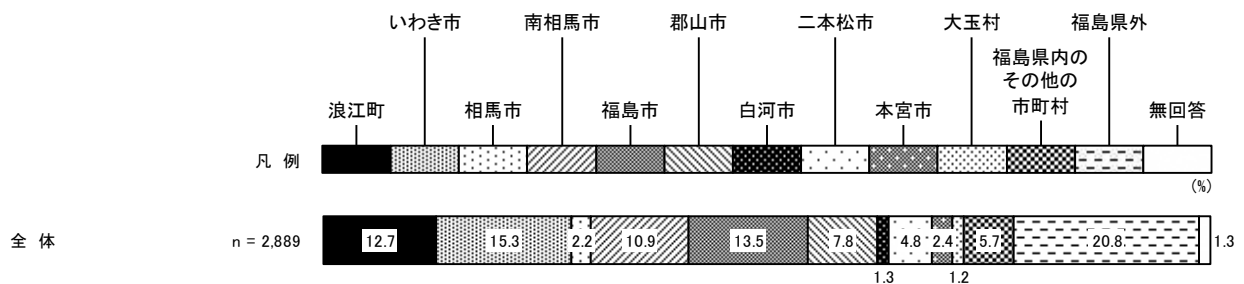 いわき市 南相馬市 郡山市 二本松市 大玉村 福島県外
福島県内の
その他の
市町村
浪江町 相馬市 福島市 白河市 本宮市 無回答
凡 例
(%)
全 体 n = 2,889 12.7 15.3 2.2 10.9 13.5 7.8 4.8 2.4 5.7 20.8 1.3
1.3 1.2